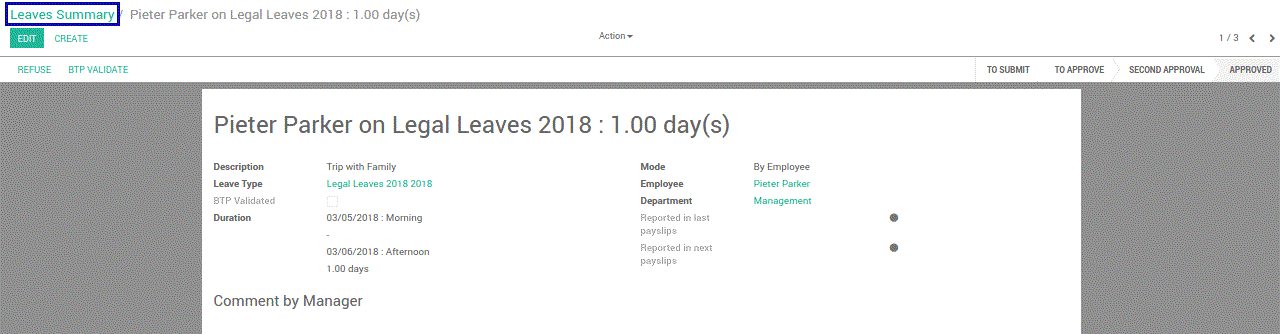 Leaves Summary / Pieter Parker on Legal Leaves 2018 : 1.00 day(s)
EDIT CREATE Action 1 / 3
REFUSE BTP VALIDATE TO SUBMIT TO APPROVE SECOND APPROVAL APPROVED
Pieter Parker on Legal Leaves 2018 : 1.00 day(s)
Description Trip with Family Mode By Employee
Leave Type Legal Leaves 2018 2018 Employee Pieter Parker
BTP Validated Department Management
Duration 03/05/2018 : Morning Reported in last
payslips
-
03/06/2018 : Afternoon Reported in next
payslips
1.00 days
Comment by Manager